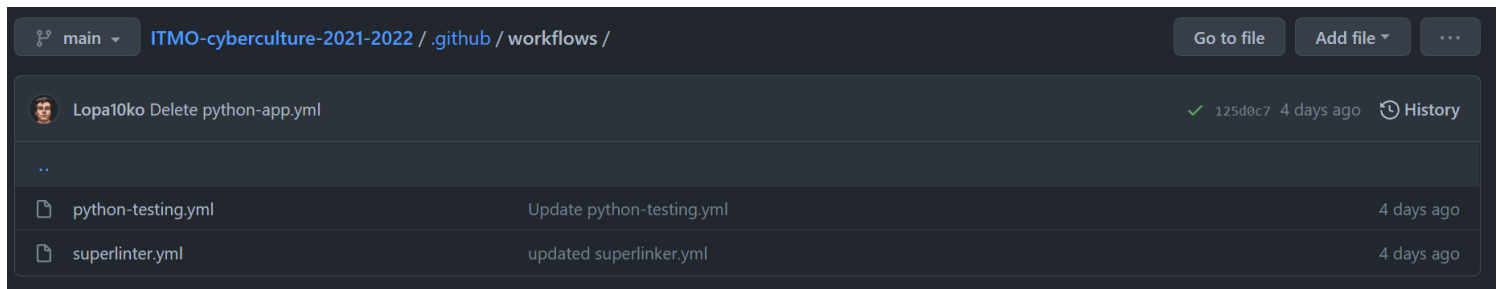 main ITMO-cyberculture-2021-2022 / .github / workflows / Go to file Add file ...
Lopa10ko Delete python-app.yml 125d0c7 4 days ago History
..
python-testing.yml Update python-testing.yml 4 days ago
superlinter.yml updated superlinker.yml 4 days ago